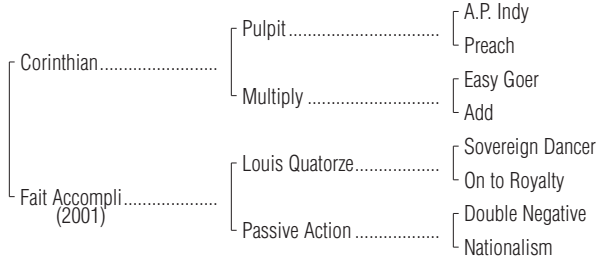 A.P. Indy
Pulpit
Preach
Corinthian
Easy Goer
Multiply
Add
Sovereign Dancer
Louis Quatorze
On to Royalty
Fait Accompli
(2001)
Double Negative
Passive Action
Nationalism